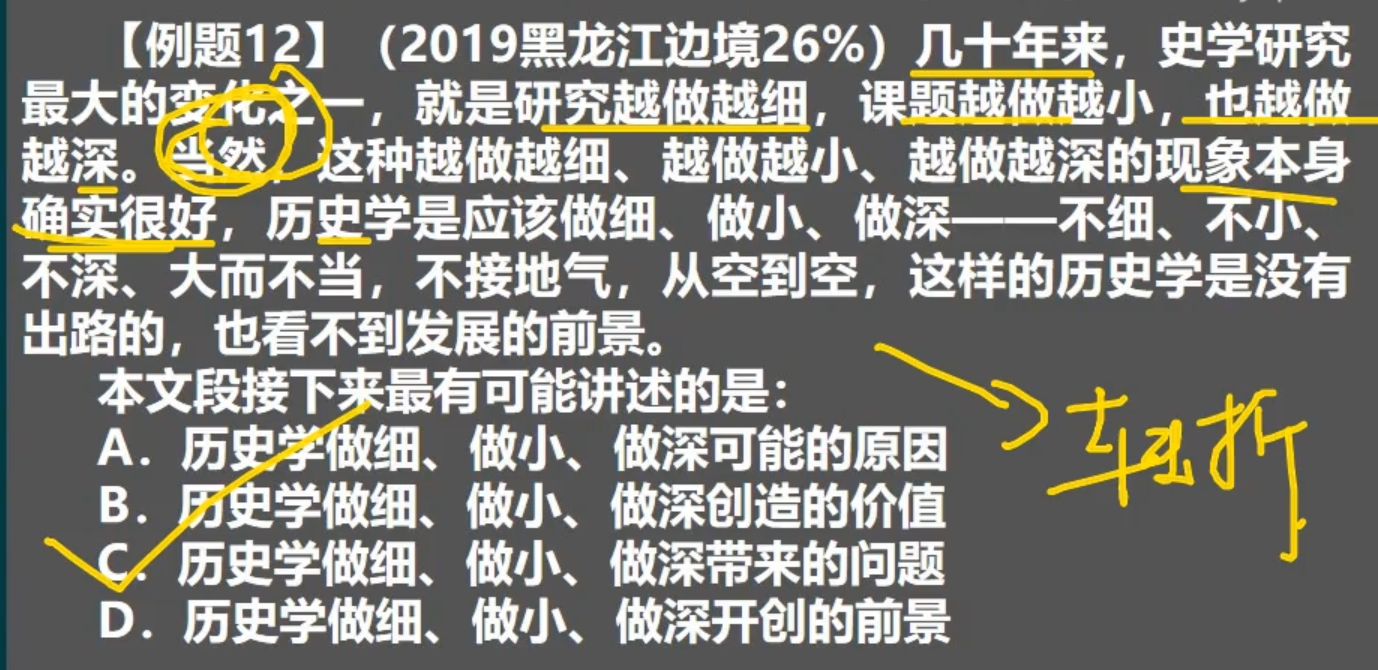 【例题12】（2019黑龙江边境26%）几十年来，史学研究
最大的变化之一，就是研究越做越细，课题越做越小，也越做
越深。当然，这种越做越细、越做越小、越做越深的现象本身
确实很好，历史学是应该做细、做小、做深——不细、不小、
不深、大而不当，不接地气，从空到空，这样的历史学是没有
出路的，也看不到发展的前景。
本文段接下来最有可能讲述的是：
A．历史学做细、做小、做深可能的原因
B．历史学做细、做小、做深创造的价值
C．历史学做细、做小、做深带来的问题
D．历史学做细、做小、做深开创的前景
转折